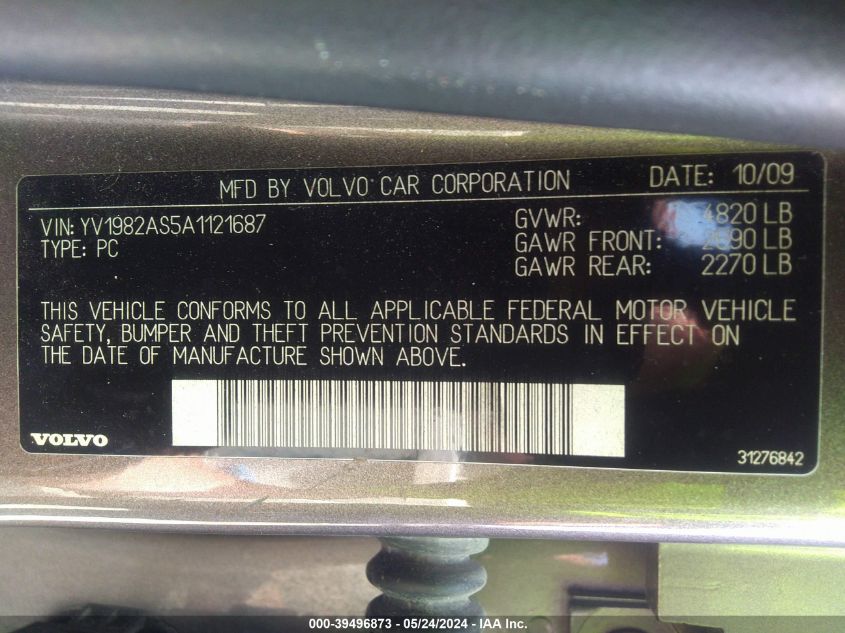 MFD BY VOLVO CAR CORPORATION DATE: 10/09
VIN: YV1982AS5A1121687 GVWR: 4820 LB
TYPE: PC GAWR FRONT: 2590 LB
GAWR REAR: 2270 LB
THIS VEHICLE CONFORMS TO ALL APPLICABLE FEDERAL MOTOR VEHICLE
SAFETY, BUMPER AND THEFT PREVENTION STANDARDS IN EFFECT ON
THE DATE OF MANUFACTURE SHOWN ABOVE.
VOLVO 31276842
000-39496873 / 05/24/2024 - IAA Inc.